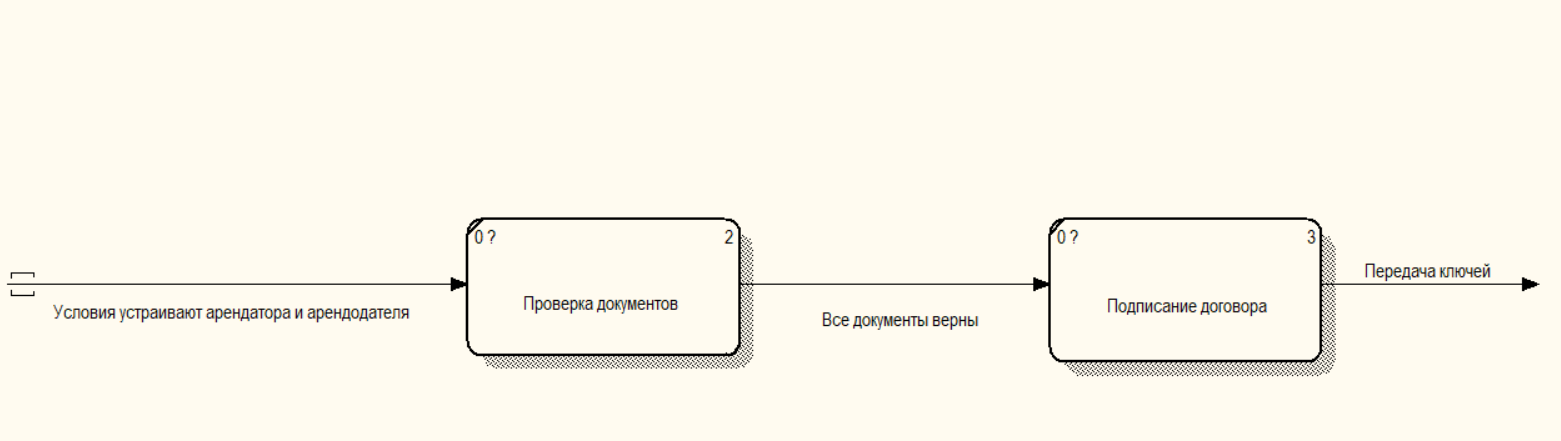 0 ? 2
0 ? 3
Передача ключей
Проверка документов
Подписание договора
Условия устраивают арендатора и арендодателя
Все документы верны